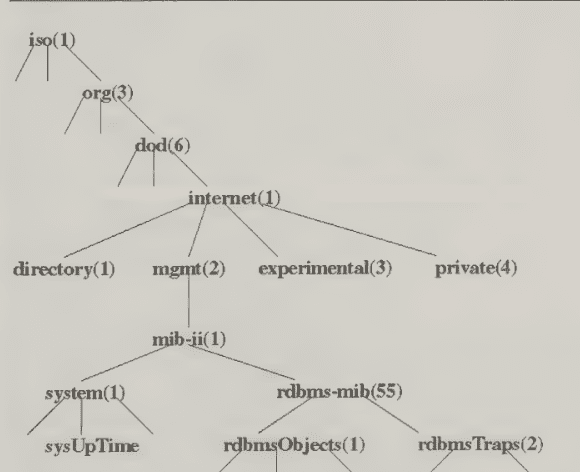 iso(1)
org(3)
dod(6)
internet(1)
directory(1) mgmt(2) experimental(3) private(4)
mib-ii(1)
system(1) rdbms-mib(55)
sysUpTime rdbmsObjects(1) rdbmsTraps(2)